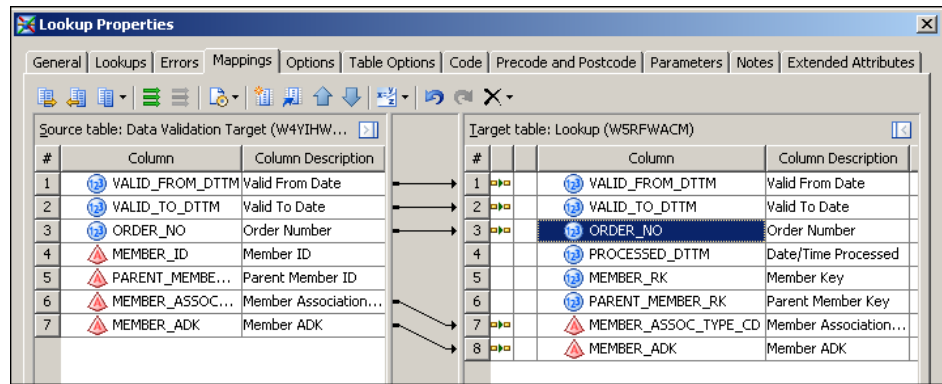 Lookup Properties
General Lookups Errors Mappings Options Table Options Code Precode and Postcode Parameters Notes Extended Attributes
Source table: Data Validation Target (W4YIHW... Target table: Lookup (W5RFWACM)
# Column Column Description # Column Column Description
1 VALID_FROM_DTTM Valid From Date 1 VALID_FROM_DTTM Valid From Date
2 VALID_TO_DTTM Valid To Date 2 VALID_TO_DTTM Valid To Date
3 ORDER_NO Order Number 3 ORDER_NO Order Number
4 MEMBER_ID Member ID 4 PROCESSED_DTTM Date/Time Processed
5 PARENT_MEMBE... Parent Member ID 5 MEMBER_RK Member Key
6 MEMBER_ASSOC... Member Association... 6 PARENT_MEMBER_RK Parent Member Key
7 MEMBER_ADK Member ADK 7 MEMBER_ASSOC_TYPE_CD Member Association...
8 MEMBER_ADK Member ADK